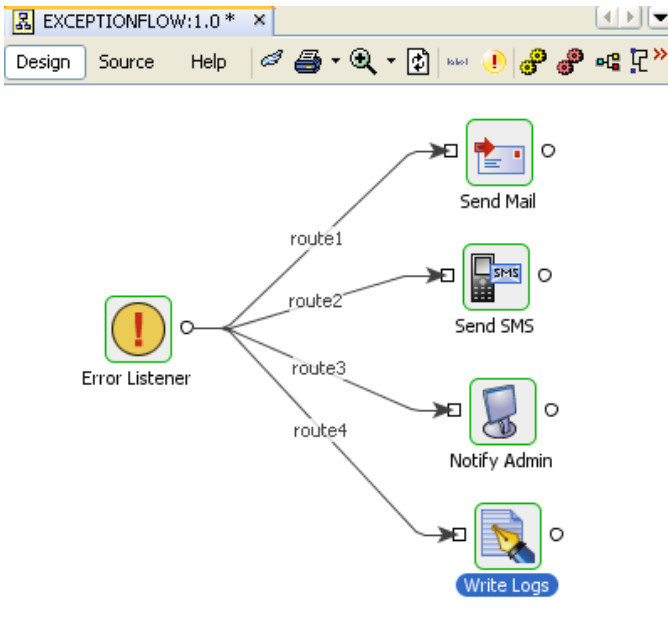 EXCEPTIONFLOW:1.0 * ×
Design Source Help label »
Send Mail
route1
SMS
route2
Send SMS
Error Listener
route3
route4
Notify Admin
Write Logs